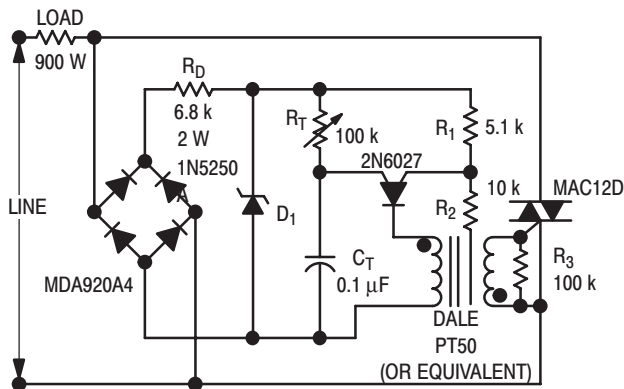 LOAD
900 W
R_D
6.8 k
2 W
1N5250
A
R_T
100 k
2N6027
R_1
5.1 k
10 k
MAC12D
R_2
LINE
D_1
C_T
0.1 µF
R_3
100 k
MDA920A4
DALE
PT50
(OR EQUIVALENT)